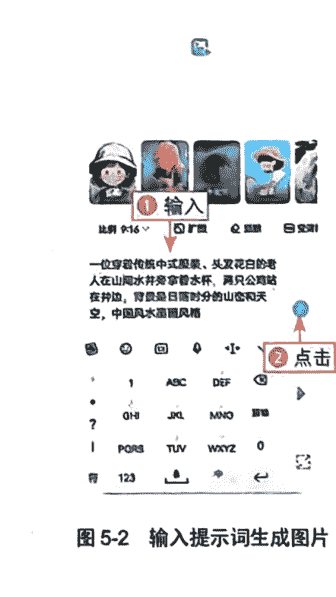 ① 输入
比例 9:16 扩图
一位穿着传统中式服装、头发花白的老
人在山间水井旁拿着水杯，两只公鸡站
在井边，背景是日落时分的山峦和天
空，中国风水墨画风格
② 点击
1 ABC DEF
?
GHI JKL MNO
PQRS TUV WXYZ 0
符 123
图 5-2 输入提示词生成图片